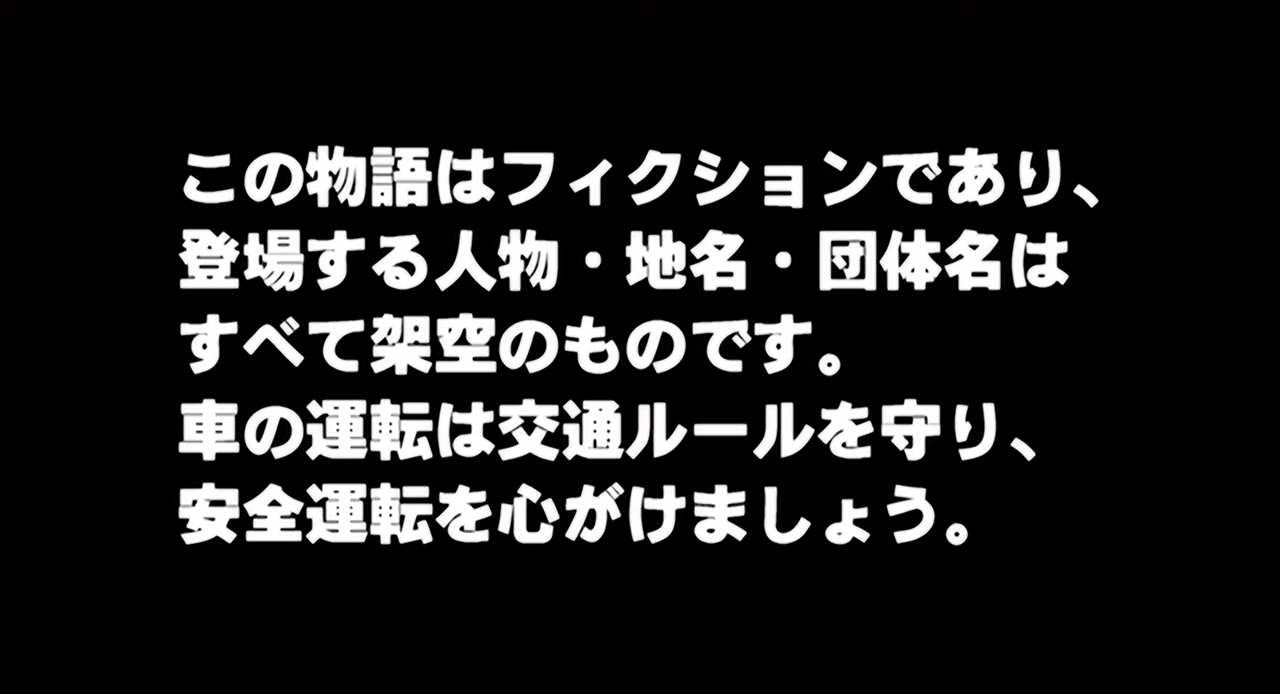 この物語はフィクションであり、
登場する人物・地名・団体名は
すべて架空のものです。
車の運転は交通ルールを守り、
安全運転を心がけましょう。